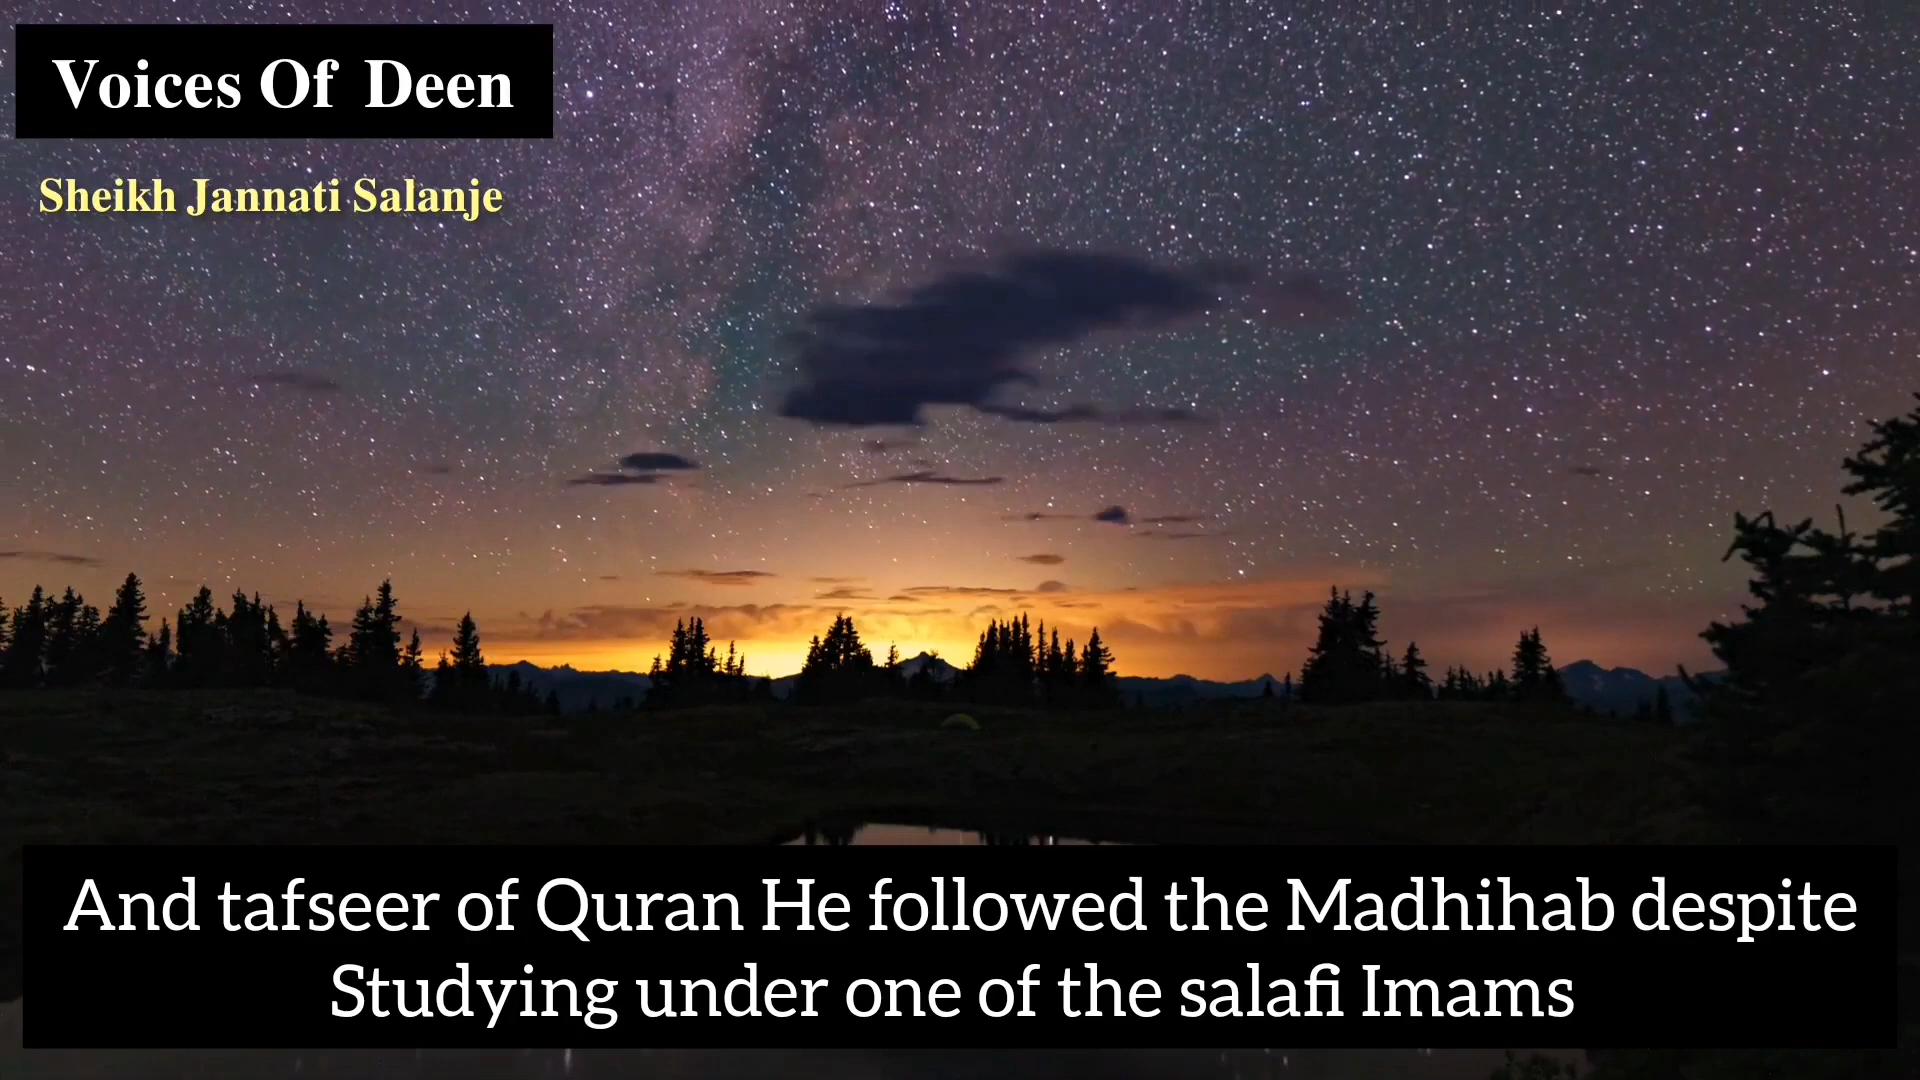 Voices Of Deen
Sheikh Jannati Salanje
And tafseer of Quran He followed the Madhihab despite
Studying under one of the salafi Imams